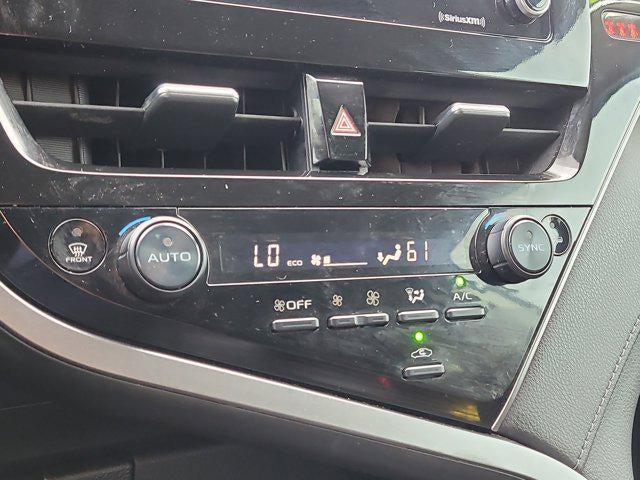 SiriusXM
FRONT
AUTO
LO ECO 61
SYNC
OFF
A/C